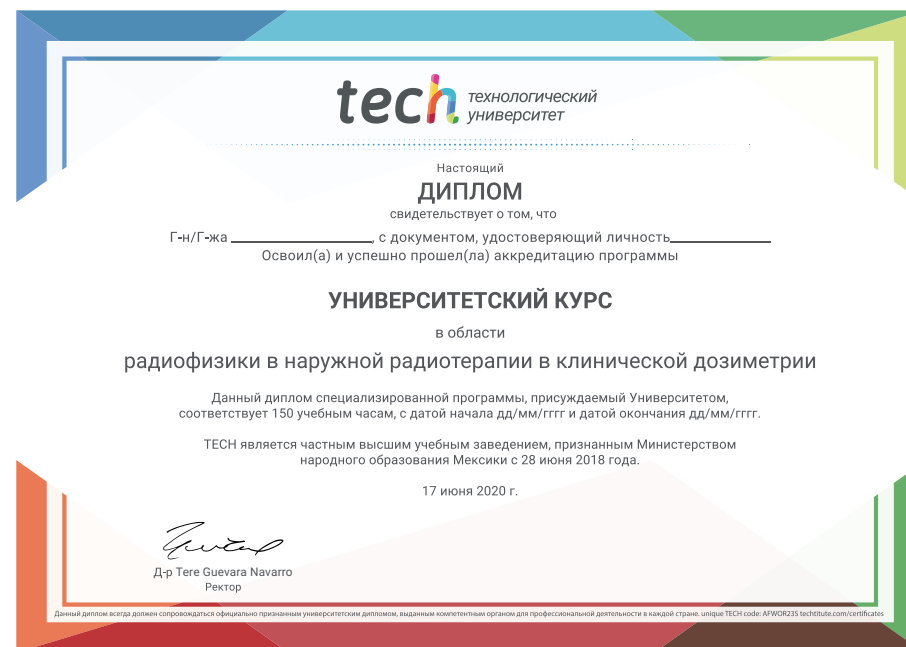 tech технологический
университет
Настоящий
ДИПЛОМ
свидетельствует о том, что
Г-н/Г-жа ____________________, с документом, удостоверяющий личность______________
Освоил(а) и успешно прошел(ла) аккредитацию программы
УНИВЕРСИТЕТСКИЙ КУРС
в области
радиофизики в наружной радиотерапии в клинической дозиметрии
Данный диплом специализированной программы, присуждаемый Университетом,
соответствует 150 учебным часам, с датой начала дд/мм/гггг и датой окончания дд/мм/гггг.
TECH является частным высшим учебным заведением, признанным Министерством
народного образования Мексики с 28 июня 2018 года.
17 июня 2020 г.
Д-р Tere Guevara Navarro
Ректор
Данный диплом всегда должен сопровождаться официально признанным университетским дипломом, выданным компетентным органом для профессиональной деятельности в каждой стране. unique TECH code: AFWOR23S techtitute.com/certificates